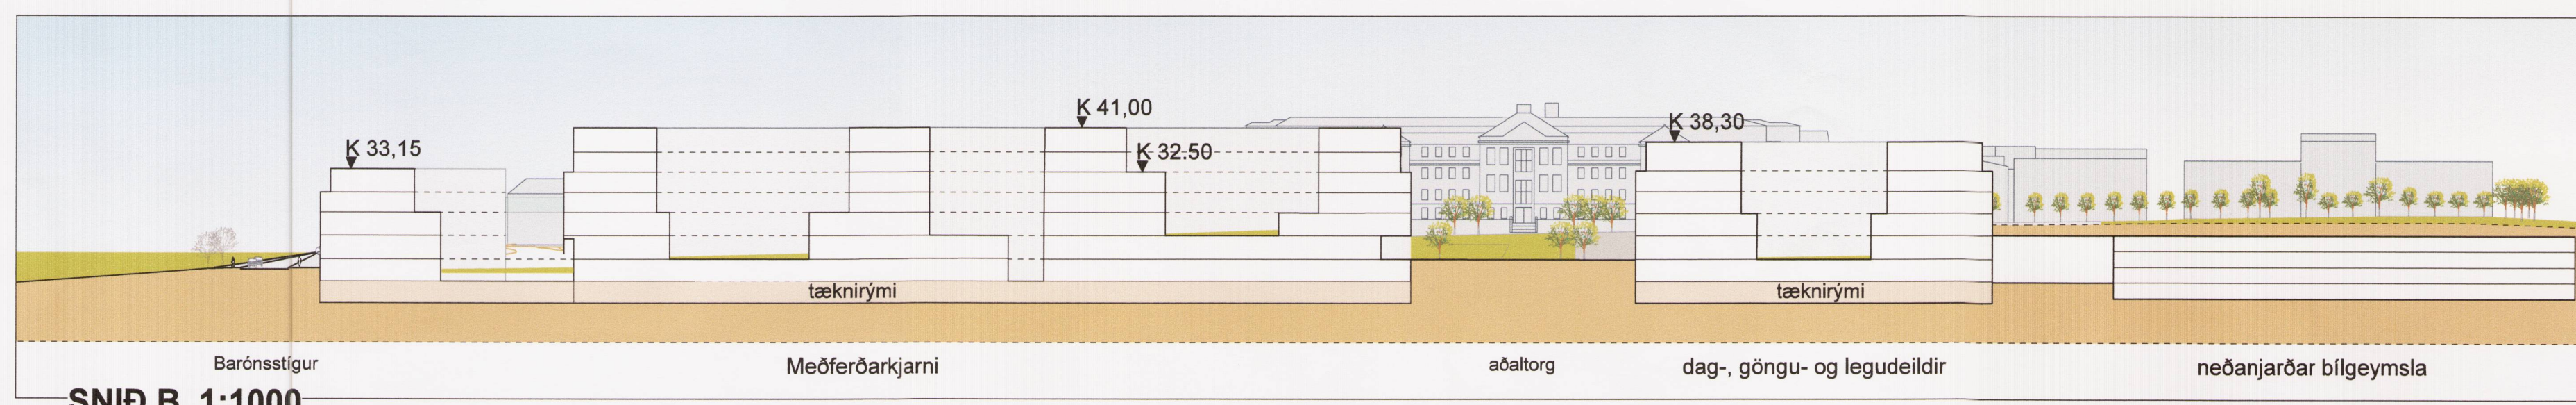 K 33,15
K 41,00
K 32.50
K 38,30
tæknirými
tæknirými
Barónsstígur
Meðferðarkjarni
aðaltorg
dag-, göngu- og legudeildir
neðanjarðar bílgeymsla
SNIÐ B 1:1000